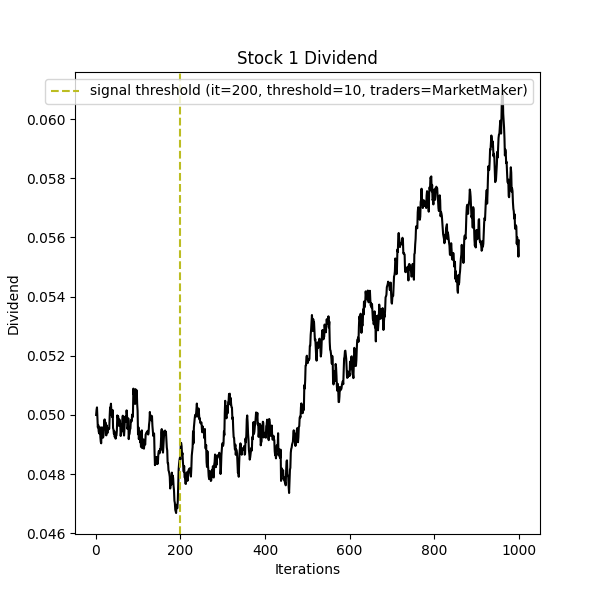 Stock 1 Dividend
signal threshold (it=200, threshold=10, traders=MarketMaker)
0.060
0.058
0.056
0.054
0.052
0.050
0.048
0.046
Dividend
0 200 400 600 800 1000
Iterations